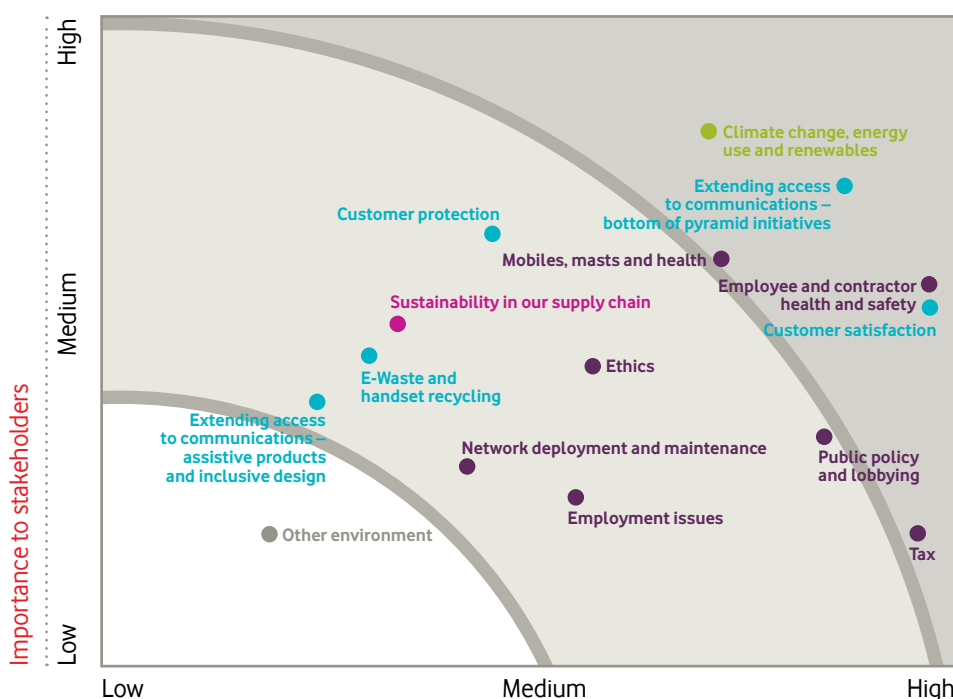 High
Climate change, energy
use and renewables
Extending access
to communications –
bottom of pyramid initiatives
Customer protection
Mobiles, masts and health
Employee and contractor
health and safety
Sustainability in our supply chain
Customer satisfaction
Medium
Ethics
E-Waste and
handset recycling
Extending access
to communications –
assistive products
and inclusive design
Network deployment and maintenance
Public policy
and lobbying
Employment issues
Other environment
Tax
Importance to stakeholders
Low
Low
Medium
High